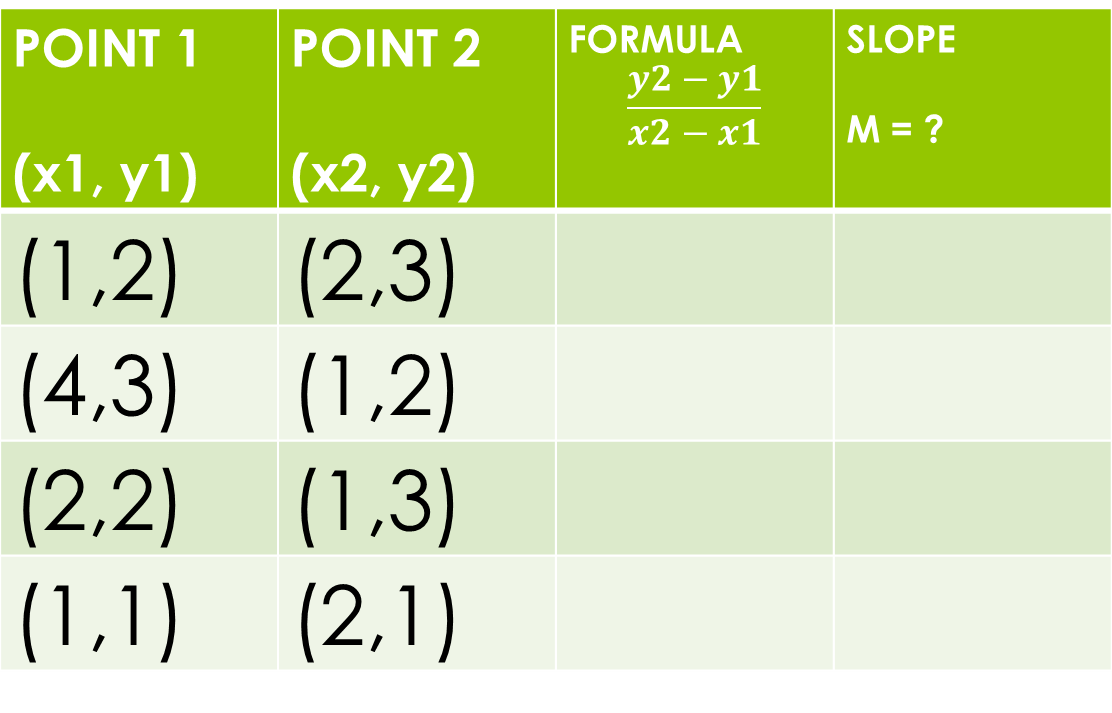 POINT 1
(x1, y1)
POINT 2
(x2, y2)
FORMULA
y2 − y1
x2 − x1
SLOPE
M = ?
(1,2) (2,3)
(4,3) (1,2)
(2,2) (1,3)
(1,1) (2,1)